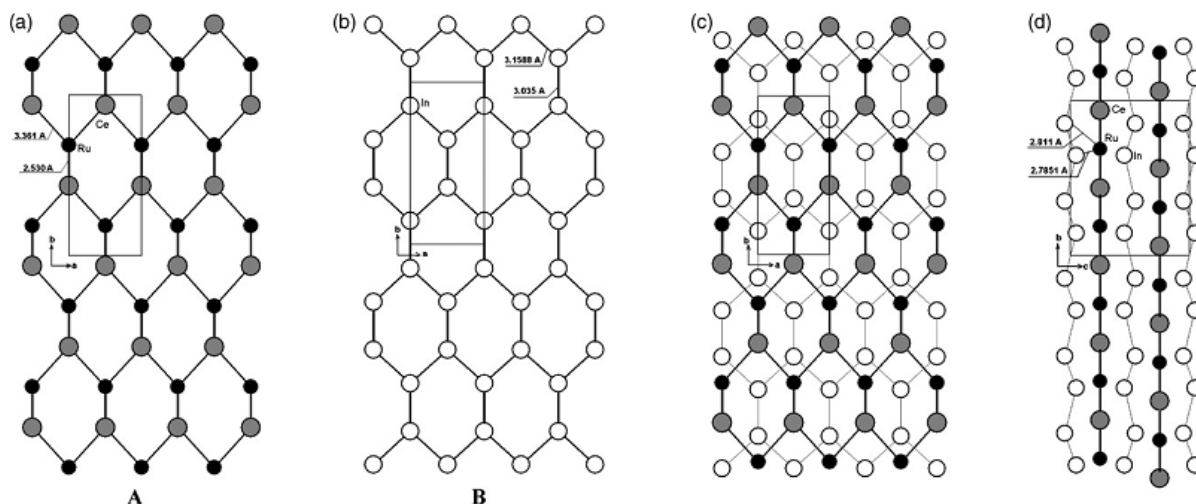 (a)
3.361 A
Ce
Ru
2.530 A
b
a
A
(b)
3.1588 A
3.035 A
In
b
a
B
(c)
b
a
(d)
Ce
Ru
2.811 A
In
2.7851 A
b
c